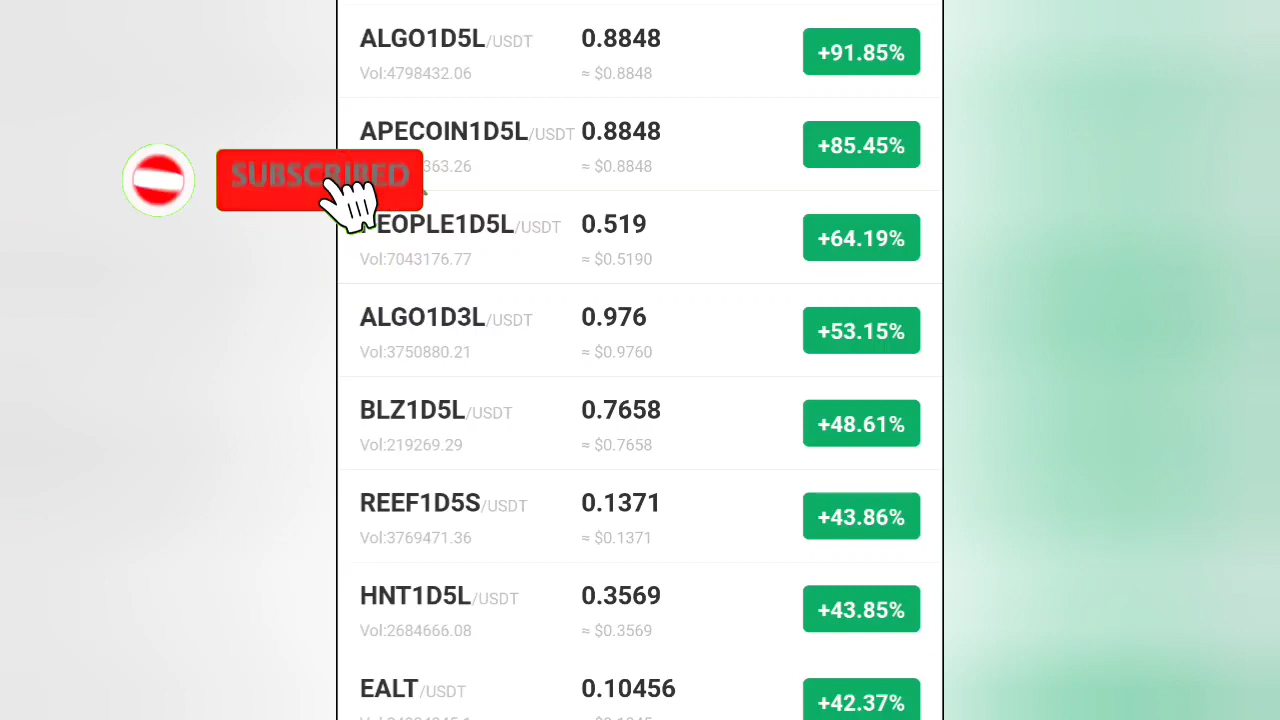 ALGO1D5L/USDT 0.8848 +91.85%
Vol:4798432.06 ≈ $0.8848
APECOIN1D5L/USDT 0.8848 +85.45%
363.26 ≈ $0.8848
SUBSCRIBED
PEOPLE1D5L/USDT 0.519 +64.19%
Vol:7043176.77 ≈ $0.5190
ALGO1D3L/USDT 0.976 +53.15%
Vol:3750880.21 ≈ $0.9760
BLZ1D5L/USDT 0.7658 +48.61%
Vol:219269.29 ≈ $0.7658
REEF1D5S/USDT 0.1371 +43.86%
Vol:3769471.36 ≈ $0.1371
HNT1D5L/USDT 0.3569 +43.85%
Vol:2684666.08 ≈ $0.3569
EALT/USDT 0.10456 +42.37%